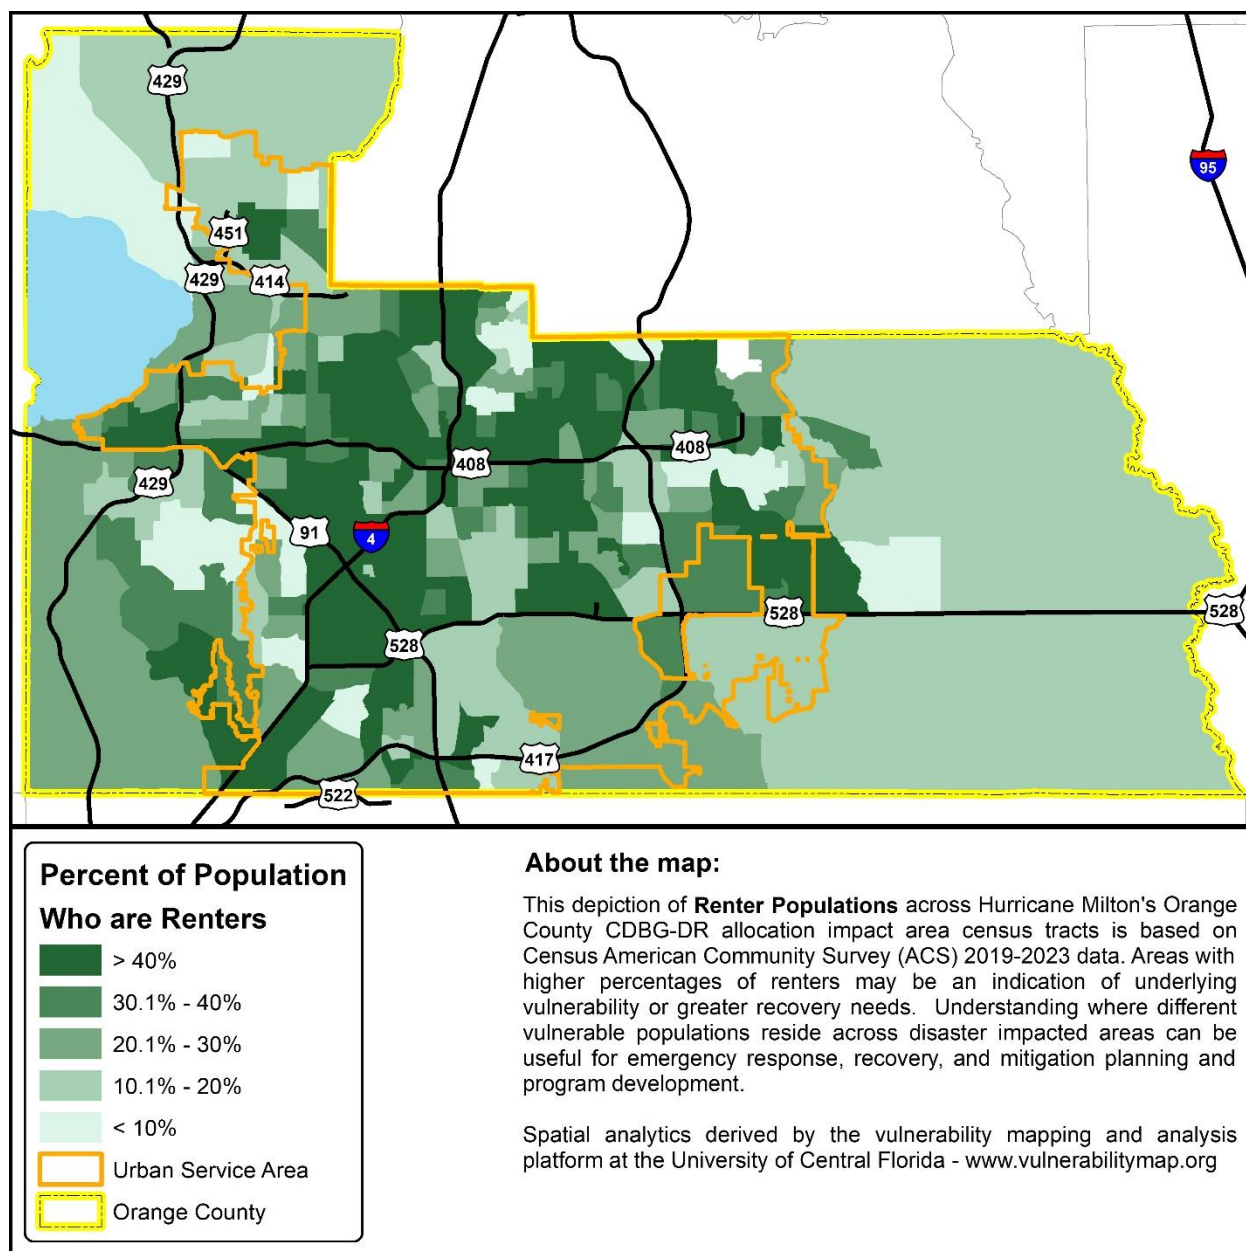 429
95
451
429
414
408
408
429
91
4
528
528
528
417
522
Percent of Population
Who are Renters
> 40%
30.1% - 40%
20.1% - 30%
10.1% - 20%
< 10%
Urban Service Area
Orange County
About the map:
This depiction of Renter Populations across Hurricane Milton's Orange
County CDBG-DR allocation impact area census tracts is based on
Census American Community Survey (ACS) 2019-2023 data. Areas with
higher percentages of renters may be an indication of underlying
vulnerability or greater recovery needs. Understanding where different
vulnerable populations reside across disaster impacted areas can be
useful for emergency response, recovery, and mitigation planning and
program development.
Spatial analytics derived by the vulnerability mapping and analysis
platform at the University of Central Florida - www.vulnerabilitymap.org